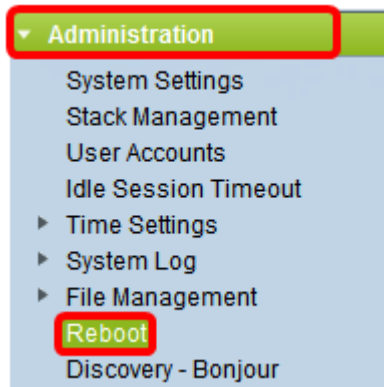 Administration
System Settings
Stack Management
User Accounts
Idle Session Timeout
Time Settings
System Log
File Management
Reboot
Discovery - Bonjour